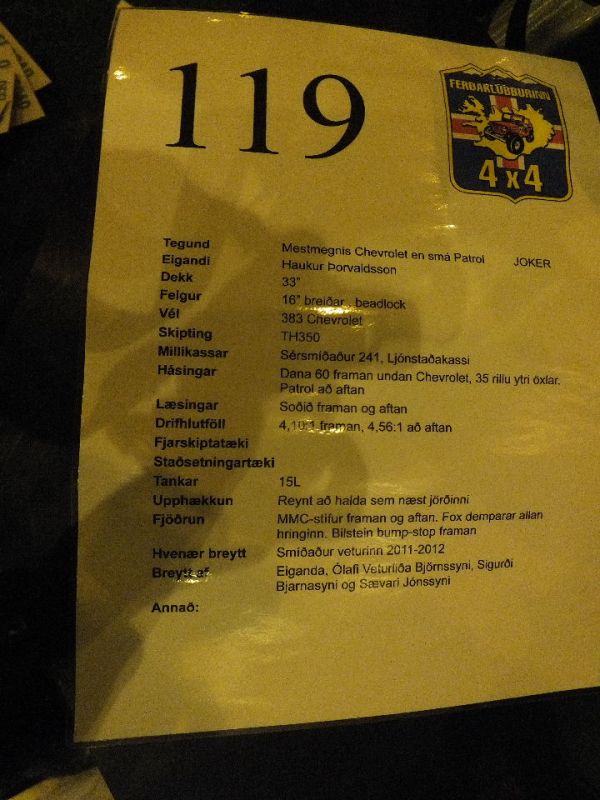 119
FERÐAKLÚBBURINN
4x4
Tegund Mestmegnis Chevrolet en smá Patrol JOKER
Eigandi Haukur Þorvaldsson
Dekk 33"
Felgur 16" breiðar , beadlock
Vél 383 Chevrolet
Skipting TH350
Millikassar Sérsmíðaður 241, Ljónstaðakassi
Hásingar Dana 60 framan undan Chevrolet, 35 rillu ytri öxlar.
Patrol að aftan
Læsingar Soðið framan og aftan
Drifhlutföll 4,10:1 framan, 4,56:1 að aftan
Fjarskiptatæki
Staðsetningartæki
Tankar 15L
Upphækkun Reynt að halda sem næst jörðinni
Fjöðrun MMC-stífur framan og aftan. Fox demparar allan
hringinn. Bilstein bump-stop framan
Hvenær breytt Smíðaður veturinn 2011-2012
Breytt af Eiganda, Ólafi Veturliða Björnssyni, Sigurði
Bjarnasyni og Sævari Jónssyni
Annað: